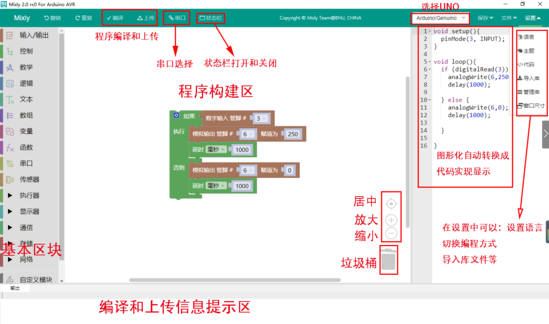 Mixly 2.0 rc0 For Arduino AVR
选择UNO
Mixly
撤销
重做
编译
上传
串口
状态栏
Copyright © Mixly Team@BNU, CHINA
Arduino/Genuino
保存
文件
设置
程序编译和上传
串口选择
状态栏打开和关闭
程序构建区
输入/输出
控制
数学
逻辑
文本
数组
变量
函数
串口
传感器
执行器
显示器
通信
存储
网络
自定义模块
基本区块
如果
数字输入 管脚 # 3
执行
模拟输出 管脚 # 6 赋值为 250
延时 毫秒 1000
否则
模拟输出 管脚 # 6 赋值为 0
延时 毫秒 1000
居中
放大
缩小
垃圾桶
1 void setup(){
2 pinMode(3, INPUT);
3 }
4
5 void loop(){
6 if (digitalRead(3))
7 analogWrite(6,250
8 delay(1000);
9
10 } else {
11 analogWrite(6,0);
12 delay(1000);
13
14 }
15
16 }
图形化自动转换成
代码实现显示
语言
主题
代码
导入库
管理库
窗口尺寸
在设置中可以：设置语言
切换编程方式
导入库文件等
输出
编译和上传信息提示区